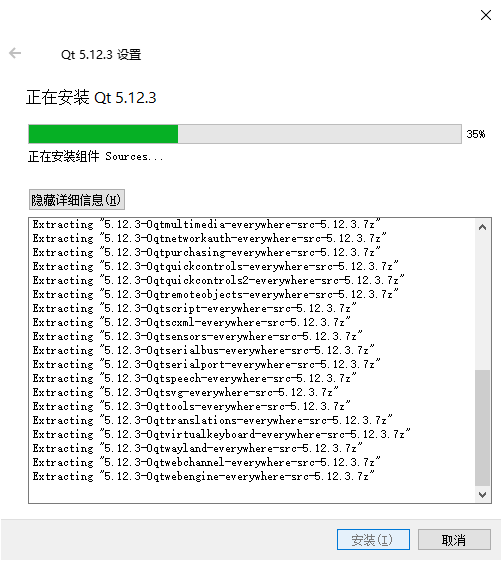 Qt 5.12.3 设置
正在安装 Qt 5.12.3
35%
正在安装组件 Sources...
隐藏详细信息(H)
Extracting "5.12.3-0qtmultimedia-everywhere-src-5.12.3.7z"
Extracting "5.12.3-0qtnetworkauth-everywhere-src-5.12.3.7z"
Extracting "5.12.3-0qtpurchasing-everywhere-src-5.12.3.7z"
Extracting "5.12.3-0qtquickcontrols-everywhere-src-5.12.3.7z"
Extracting "5.12.3-0qtquickcontrols2-everywhere-src-5.12.3.7z"
Extracting "5.12.3-0qtremoteobjects-everywhere-src-5.12.3.7z"
Extracting "5.12.3-0qtscript-everywhere-src-5.12.3.7z"
Extracting "5.12.3-0qtscxml-everywhere-src-5.12.3.7z"
Extracting "5.12.3-0qtsensors-everywhere-src-5.12.3.7z"
Extracting "5.12.3-0qtserialbus-everywhere-src-5.12.3.7z"
Extracting "5.12.3-0qtserialport-everywhere-src-5.12.3.7z"
Extracting "5.12.3-0qtspeech-everywhere-src-5.12.3.7z"
Extracting "5.12.3-0qtsvg-everywhere-src-5.12.3.7z"
Extracting "5.12.3-0qttools-everywhere-src-5.12.3.7z"
Extracting "5.12.3-0qttranslations-everywhere-src-5.12.3.7z"
Extracting "5.12.3-0qtvirtualkeyboard-everywhere-src-5.12.3.7z"
Extracting "5.12.3-0qtwayland-everywhere-src-5.12.3.7z"
Extracting "5.12.3-0qtwebchannel-everywhere-src-5.12.3.7z"
Extracting "5.12.3-0qtwebengine-everywhere-src-5.12.3.7z"
安装(I)
取消